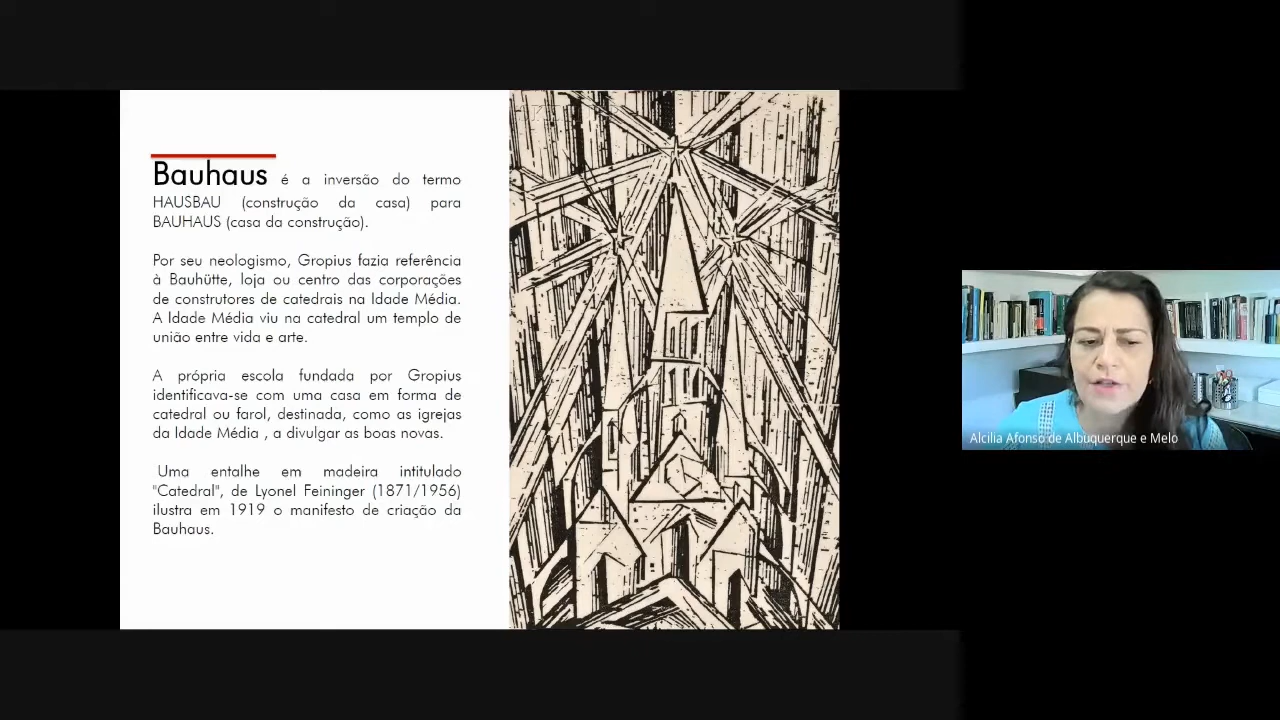 Bauhaus é a inversão do termo
HAUSBAU (construção da casa) para
BAUHAUS (casa da construção).
Por seu neologismo, Gropius fazia referência
à Bauhütte, loja ou centro das corporações
de construtores de catedrais na Idade Média.
A Idade Média viu na catedral um templo de
união entre vida e arte.
A própria escola fundada por Gropius
identificava-se com uma casa em forma de
catedral ou farol, destinada, como as igrejas
da Idade Média , a divulgar as boas novas.
Uma entalhe em madeira intitulado
"Catedral", de Lyonel Feininger (1871/1956)
ilustra em 1919 o manifesto de criação da
Bauhaus.
Alcilia Afonso de Albuquerque e Melo